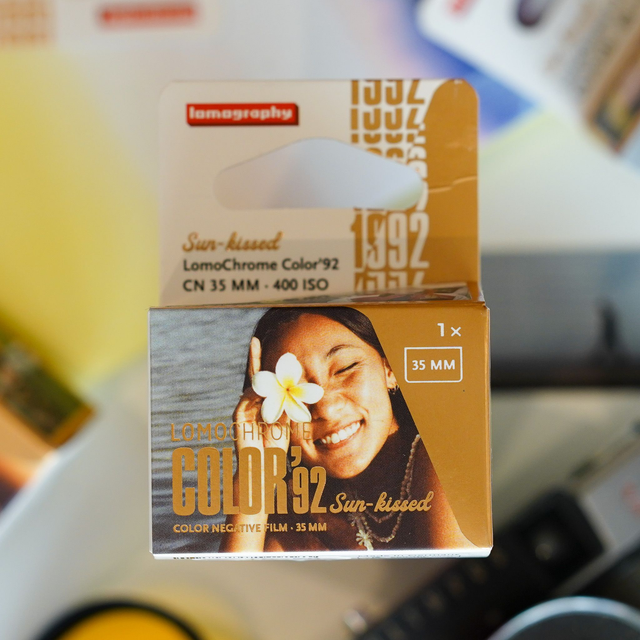 lomography
1992
1992
Sun-kissed
LomoChrome Color'92
CN 35 MM · 400 ISO
1 x
35 MM
LOMOCHROME
COLOR'92 Sun-kissed
COLOR NEGATIVE FILM · 35 MM